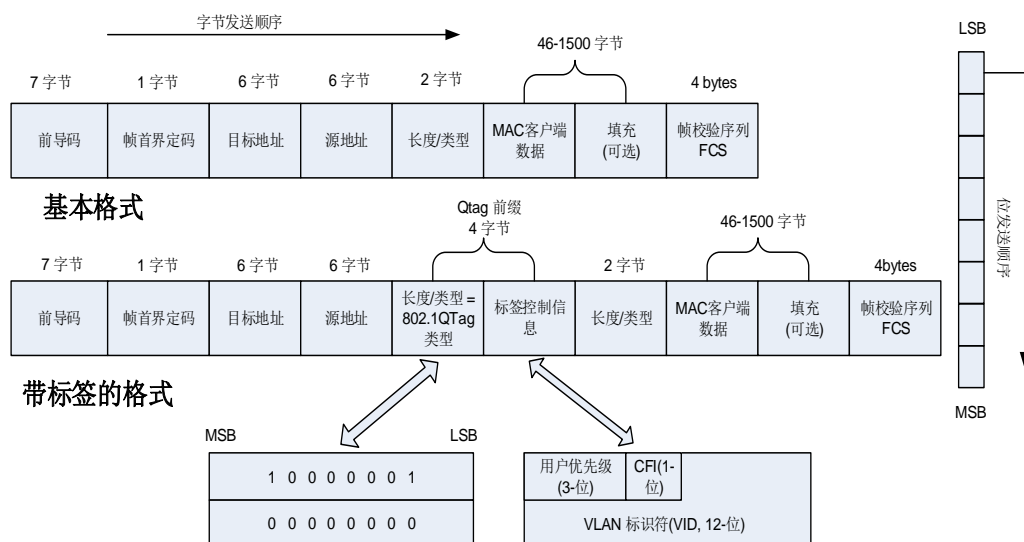 字节发送顺序
46-1500 字节
7 字节
1 字节
6 字节
6 字节
2 字节
4 bytes
前导码
帧首界定码
目标地址
源地址
长度/类型
MAC客户端
数据
填充
(可选)
帧校验序列
FCS
基本格式
Qtag 前缀
4 字节
46-1500 字节
7 字节
1 字节
6 字节
6 字节
2 字节
4bytes
前导码
帧首界定码
目标地址
源地址
长度/类型 =
802.1QTag
类型
标签控制信
息
长度/类型
MAC客户端
数据
填充
(可选)
帧校验序列
FCS
带标签的格式
MSB
LSB
1 0 0 0 0 0 0 1
0 0 0 0 0 0 0 0
用户优先级
(3-位)
CFI(1-
位)
VLAN 标识符(VID, 12-位)
LSB
位发送顺序
MSB